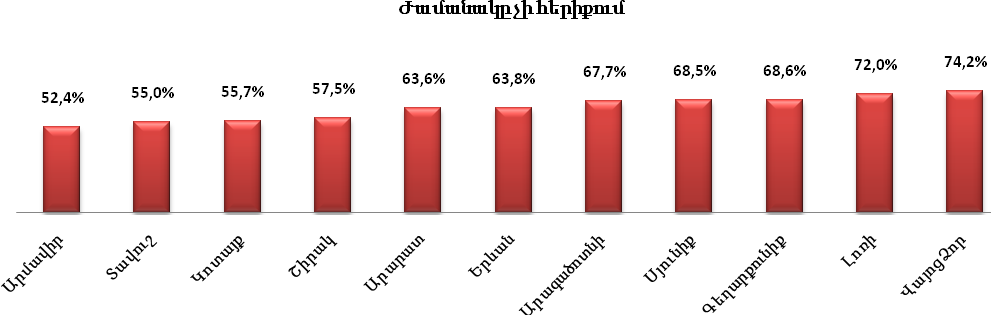 Ժամանակը չի հերիքում
52,4%
55,0%
55,7%
57,5%
63,6%
63,8%
67,7%
68,5%
68,6%
72,0%
74,2%
Արմավիր
Տավուշ
Կոտայք
Շիրակ
Արարատ
Երևան
Արագածոտնի
Սյունիք
Գեղարքունիք
Լոռի
Վայոց Ձոր